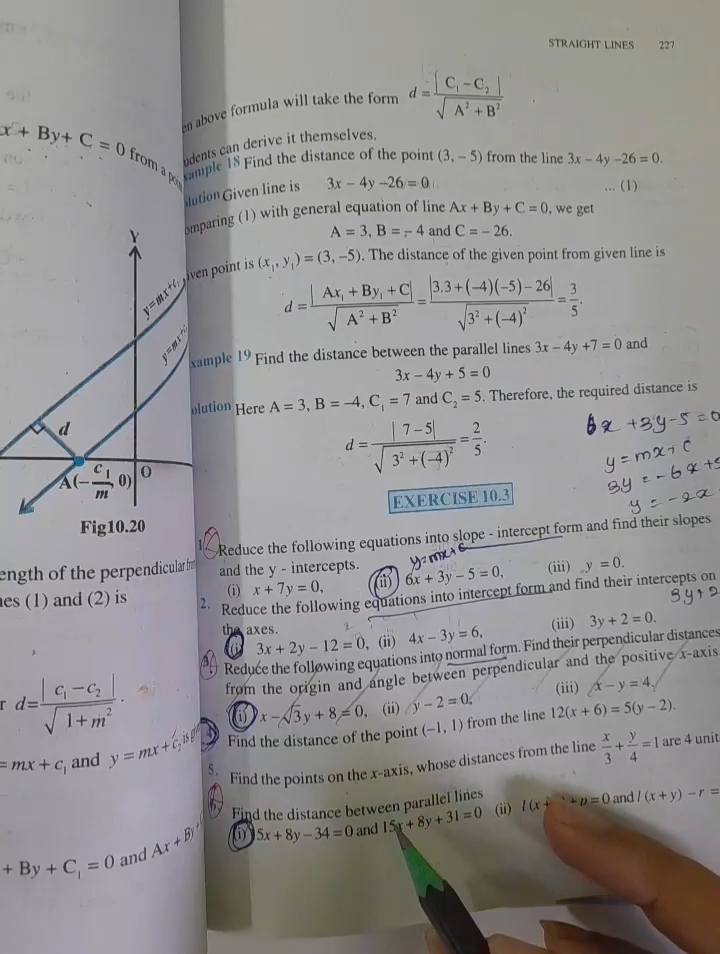 x + By + C = 0 from a
Y
y=mx+c
y=mx+c
d
A(-c₁/m, 0)
O
Fig10.20
ength of the perpendicular
es (1) and (2) is
r d = |c₁ – c₂| / √(1+m²) .
= mx + c₁ and y = mx + c₂ is
+ By + C₁ = 0 and Ax + By +
STRAIGHT LINES 227
en above formula will take the form d = |C₁ – C₂| / √(A² + B²)
udents can derive it themselves.
xample 18 Find the distance of the point (3, – 5) from the line 3x – 4y –26 = 0.
lution Given line is 3x – 4y –26 = 0 ... (1)
omparing (1) with general equation of line Ax + By + C = 0, we get
A = 3, B = – 4 and C = – 26.
iven point is (x₁, y₁) = (3, –5). The distance of the given point from given line is
d = |Ax₁ + By₁ + C| / √(A² + B²) = |3.3 + (–4)(–5) – 26| / √(3² + (–4)²) = 3/5.
xample 19 Find the distance between the parallel lines 3x – 4y +7 = 0 and
3x – 4y + 5 = 0
olution Here A = 3, B = –4, C₁ = 7 and C₂ = 5. Therefore, the required distance is
d = |7 – 5| / √(3² + (–4)²) = 2/5.
6x + 3y – 5 = 0
y = mx + c
3y = – 6x + 5
y = – 2x
EXERCISE 10.3
1. Reduce the following equations into slope - intercept form and find their slopes
and the y - intercepts.
y=mx+c
(i) x + 7y = 0, (ii) 6x + 3y – 5 = 0, (iii) y = 0.
2. Reduce the following equations into intercept form and find their intercepts on
the axes.
3y+2
(i) 3x + 2y – 12 = 0, (ii) 4x – 3y = 6, (iii) 3y + 2 = 0.
3. Reduce the following equations into normal form. Find their perpendicular distances
from the origin and angle between perpendicular and the positive x-axis
(i) x – √3y + 8 = 0, (ii) y – 2 = 0, (iii) x – y = 4.
Find the distance of the point (–1, 1) from the line 12(x + 6) = 5(y – 2).
5. Find the points on the x-axis, whose distances from the line x/3 + y/4 = 1 are 4 unit
6. Find the distance between parallel lines
(i) 15x + 8y – 34 = 0 and 15x + 8y + 31 = 0 (ii) l (x + + p = 0 and l (x + y) – r =